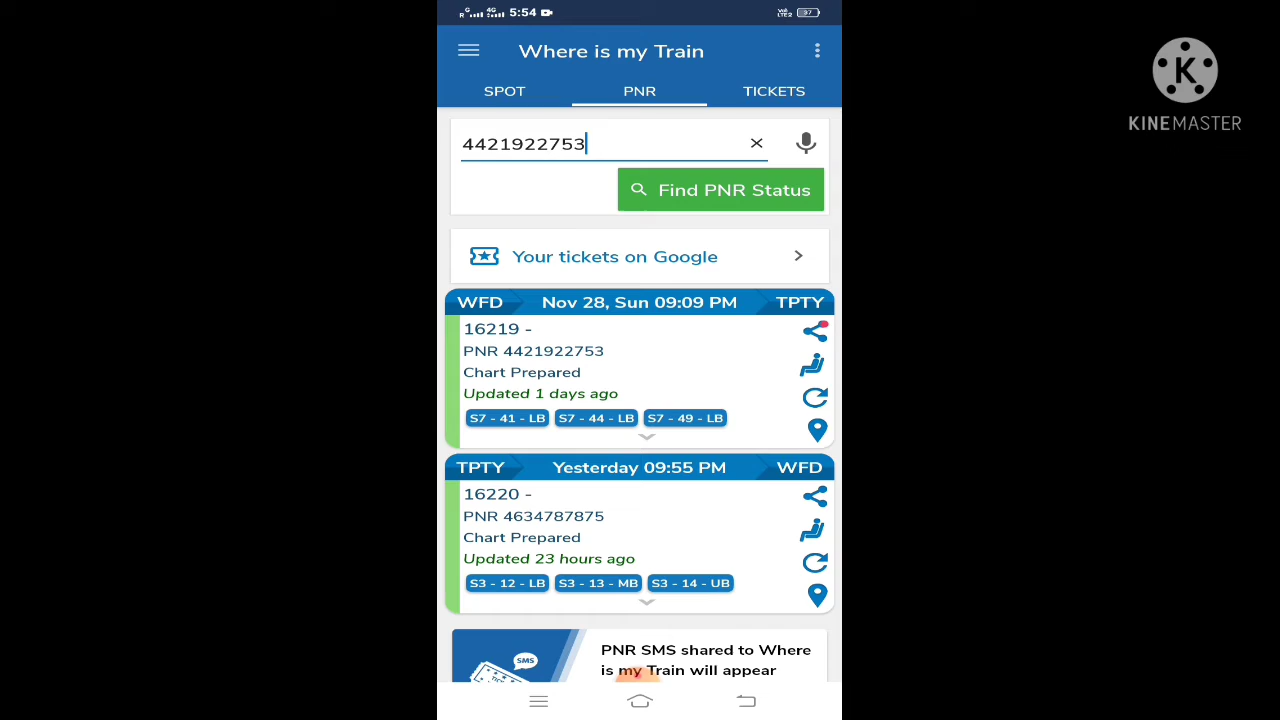 R G 4G 5:54 Vo) LTE2 37
Where is my Train
SPOT PNR TICKETS
4421922753
Find PNR Status
Your tickets on Google
WFD Nov 28, Sun 09:09 PM TPTY
16219 -
PNR 4421922753
Chart Prepared
Updated 1 days ago
S7 - 41 - LB S7 - 44 - LB S7 - 49 - LB
TPTY Yesterday 09:55 PM WFD
16220 -
PNR 4634787875
Chart Prepared
Updated 23 hours ago
S3 - 12 - LB S3 - 13 - MB S3 - 14 - UB
SMS
PNR SMS shared to Where
is my Train will appear
K
KINEMASTER